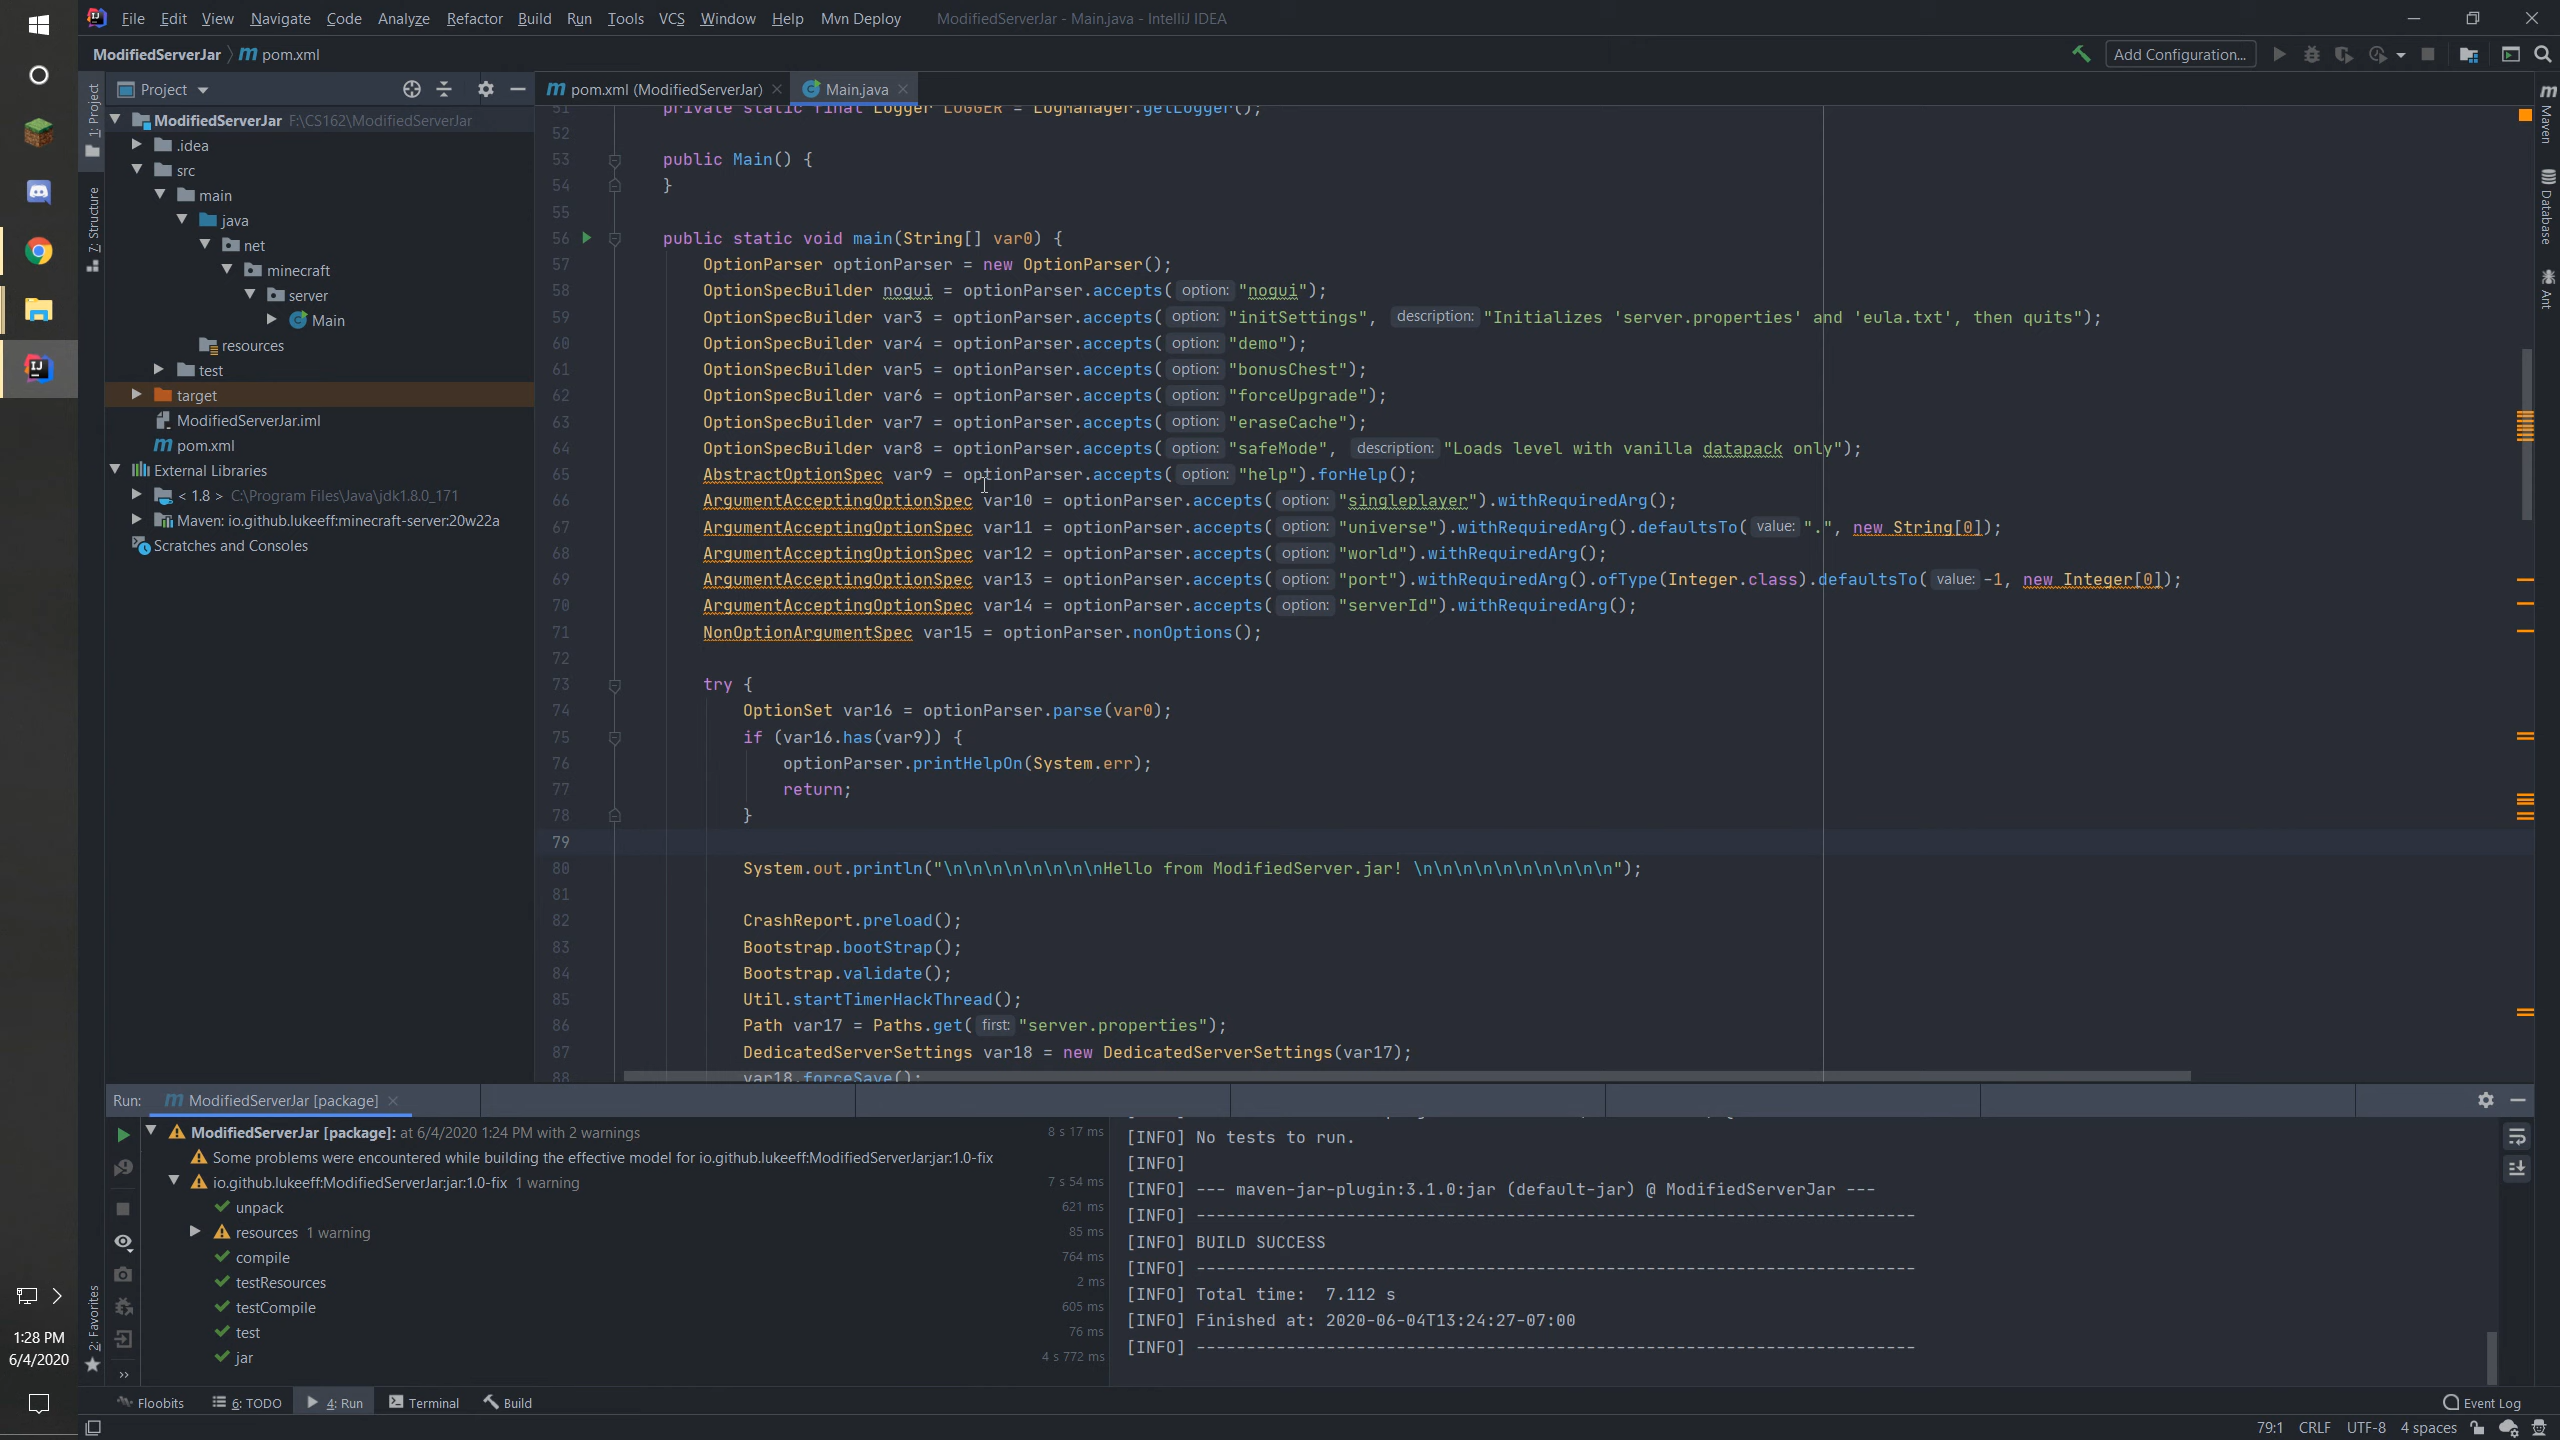 File Edit View Navigate Code Analyze Refactor Build Run Tools VCS Window Help Mvn Deploy ModifiedServerJar - Main.java - IntelliJ IDEA
ModifiedServerJar pom.xml
Add Configuration...
Project
pom.xml (ModifiedServerJar)
Main.java
1: Project
7: Structure
2: Favorites
Maven
Database
Ant
ModifiedServerJar F:\CS162\ModifiedServerJar
.idea
src
main
java
net
minecraft
server
Main
resources
test
target
ModifiedServerJar.iml
pom.xml
External Libraries
< 1.8 > C:\Program Files\Java\jdk1.8.0_171
Maven: io.github.lukeeff:minecraft-server:20w22a
Scratches and Consoles
51 private static final Logger LOGGER = LogManager.getLogger();
52
53 public Main() {
54 }
55
56 public static void main(String[] var0) {
57 OptionParser optionParser = new OptionParser();
58 OptionSpecBuilder nogui = optionParser.accepts( option: "nogui");
59 OptionSpecBuilder var3 = optionParser.accepts( option: "initSettings", description: "Initializes 'server.properties' and 'eula.txt', then quits");
60 OptionSpecBuilder var4 = optionParser.accepts( option: "demo");
61 OptionSpecBuilder var5 = optionParser.accepts( option: "bonusChest");
62 OptionSpecBuilder var6 = optionParser.accepts( option: "forceUpgrade");
63 OptionSpecBuilder var7 = optionParser.accepts( option: "eraseCache");
64 OptionSpecBuilder var8 = optionParser.accepts( option: "safeMode", description: "Loads level with vanilla datapack only");
65 AbstractOptionSpec var9 = optionParser.accepts( option: "help").forHelp();
66 ArgumentAcceptingOptionSpec var10 = optionParser.accepts( option: "singleplayer").withRequiredArg();
67 ArgumentAcceptingOptionSpec var11 = optionParser.accepts( option: "universe").withRequiredArg().defaultsTo( value: ".", new String[0]);
68 ArgumentAcceptingOptionSpec var12 = optionParser.accepts( option: "world").withRequiredArg();
69 ArgumentAcceptingOptionSpec var13 = optionParser.accepts( option: "port").withRequiredArg().ofType(Integer.class).defaultsTo( value: -1, new Integer[0]);
70 ArgumentAcceptingOptionSpec var14 = optionParser.accepts( option: "serverId").withRequiredArg();
71 NonOptionArgumentSpec var15 = optionParser.nonOptions();
72
73 try {
74 OptionSet var16 = optionParser.parse(var0);
75 if (var16.has(var9)) {
76 optionParser.printHelpOn(System.err);
77 return;
78 }
79
80 System.out.println("\n\n\n\n\n\n\n\nHello from ModifiedServer.jar! \n\n\n\n\n\n\n\n\n\n");
81
82 CrashReport.preload();
83 Bootstrap.bootStrap();
84 Bootstrap.validate();
85 Util.startTimerHackThread();
86 Path var17 = Paths.get( first: "server.properties");
87 DedicatedServerSettings var18 = new DedicatedServerSettings(var17);
88 var18.forceSave();
Run: ModifiedServerJar [package]
ModifiedServerJar [package]: at 6/4/2020 1:24 PM with 2 warnings 8 s 17 ms
Some problems were encountered while building the effective model for io.github.lukeeff:ModifiedServerJar:jar:1.0-fix
io.github.lukeeff:ModifiedServerJar:jar:1.0-fix 1 warning 7 s 54 ms
unpack 621 ms
resources 1 warning 85 ms
compile 764 ms
testResources 2 ms
testCompile 605 ms
test 76 ms
jar 4 s 772 ms
[INFO] No tests to run.
[INFO]
[INFO] --- maven-jar-plugin:3.1.0:jar (default-jar) @ ModifiedServerJar ---
[INFO] ------------------------------------------------------------------------
[INFO] BUILD SUCCESS
[INFO] ------------------------------------------------------------------------
[INFO] Total time:  7.112 s
[INFO] Finished at: 2020-06-04T13:24:27-07:00
[INFO] ------------------------------------------------------------------------
1:28 PM
6/4/2020
Floobits 6: TODO 4: Run Terminal Build Event Log
79:1 CRLF UTF-8 4 spaces